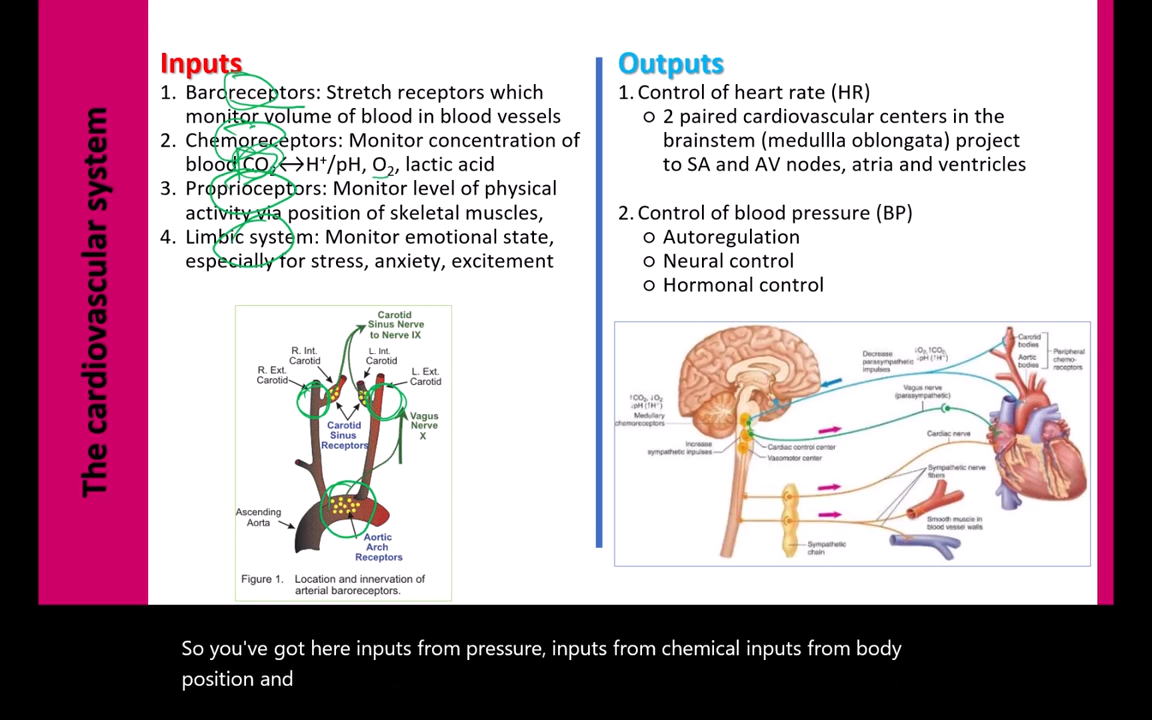 The cardiovascular system
Inputs
1. Baroreceptors: Stretch receptors which
monitor volume of blood in blood vessels
2. Chemoreceptors: Monitor concentration of
blood CO2↔H+/pH, O2, lactic acid
3. Proprioceptors: Monitor level of physical
activity via position of skeletal muscles,
4. Limbic system: Monitor emotional state,
especially for stress, anxiety, excitement
Carotid
Sinus Nerve
to Nerve IX
R. Int.
Carotid
L. Int.
Carotid
R. Ext.
Carotid
L. Ext.
Carotid
Carotid
Sinus
Receptors
Vagus
Nerve
X
Ascending
Aorta
Aortic
Arch
Receptors
Figure 1. Location and innervation of
arterial baroreceptors.
Outputs
1. Control of heart rate (HR)
o 2 paired cardiovascular centers in the
brainstem (medullla oblongata) project
to SA and AV nodes, atria and ventricles
2. Control of blood pressure (BP)
o Autoregulation
o Neural control
o Hormonal control
Carotid
bodies
Aortic
bodies
Peripheral
chemo-
receptors
Decrease
parasympathetic
impulses
↓O2, ↑CO2,
↓pH (↑H+)
Vagus nerve
(parasympathetic)
↑CO2, ↓O2
↓pH (↑H+)
Medullary
chemoreceptors
Cardiac nerve
Increase
sympathetic inpulses
Cardiac control center
Vasomotor center
Sympathetic nerve
fibers
Smooth muscle in
blood vessel walls
Sympathetic
chain
So you've got here inputs from pressure, inputs from chemical inputs from body
position and